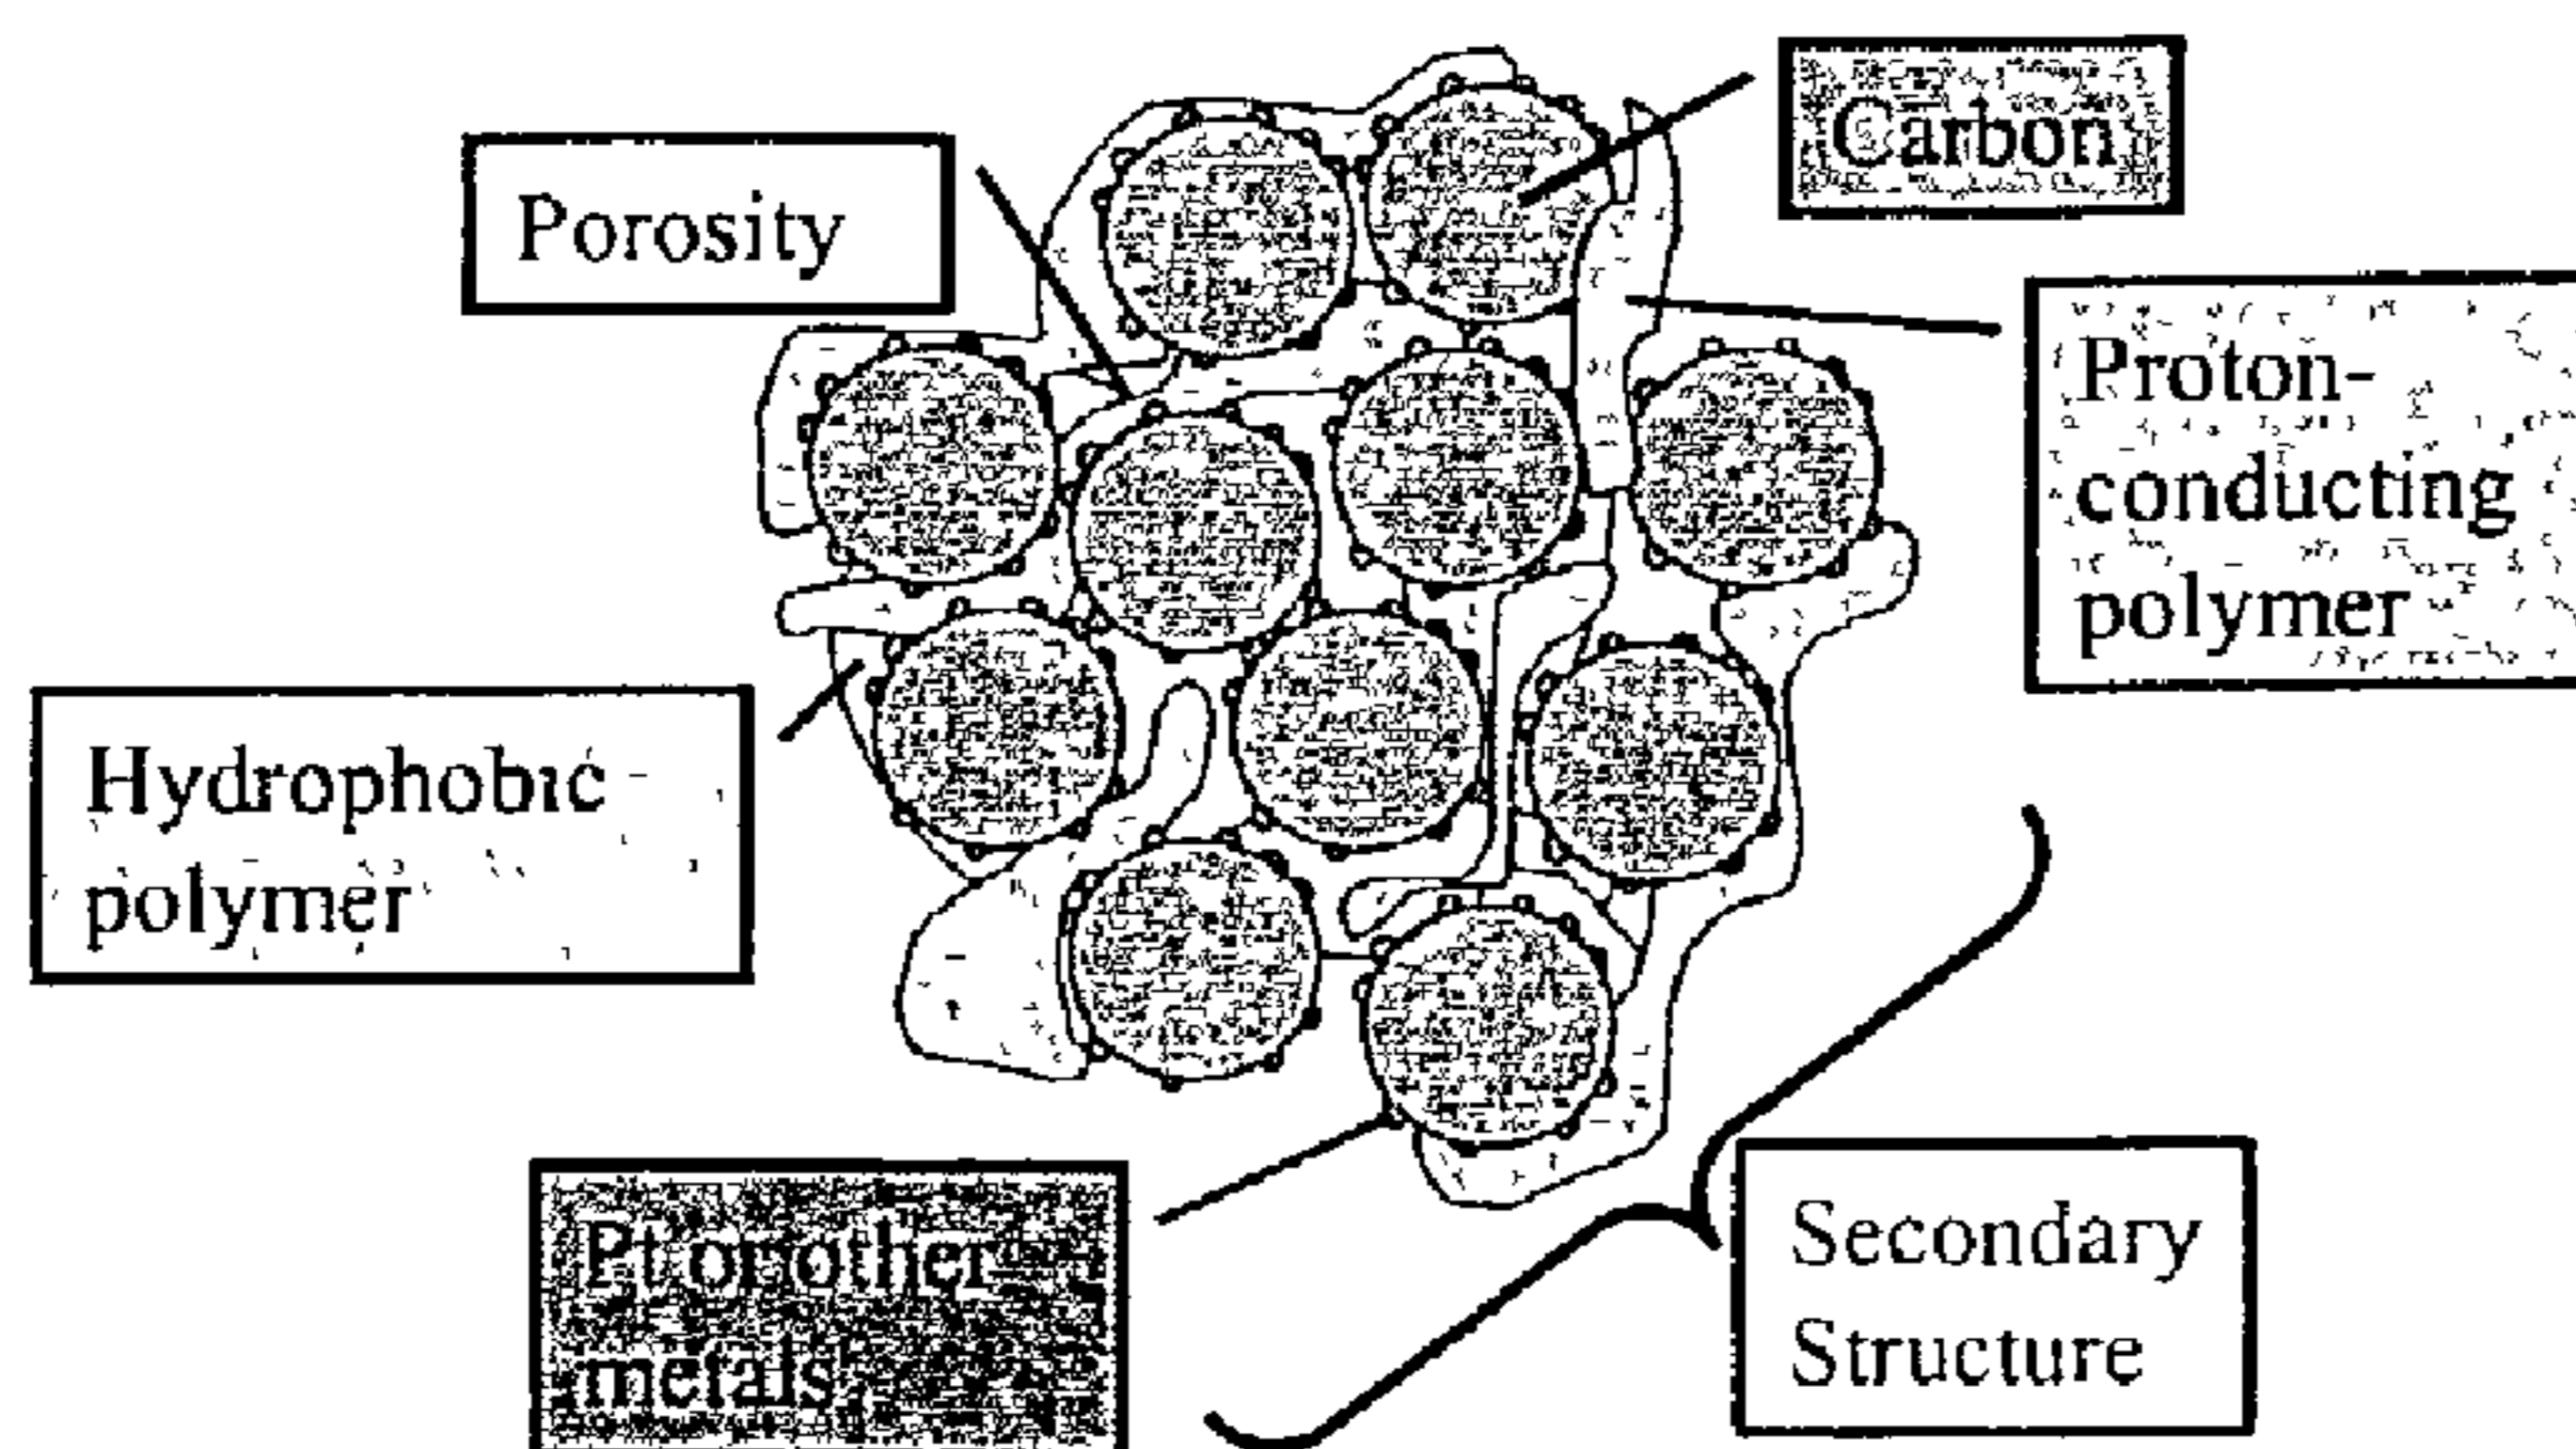 Carbon
Porosity
Proton-
conducting
polymer
Hydrophobic
polymer
Pt or other
metals
Secondary
Structure